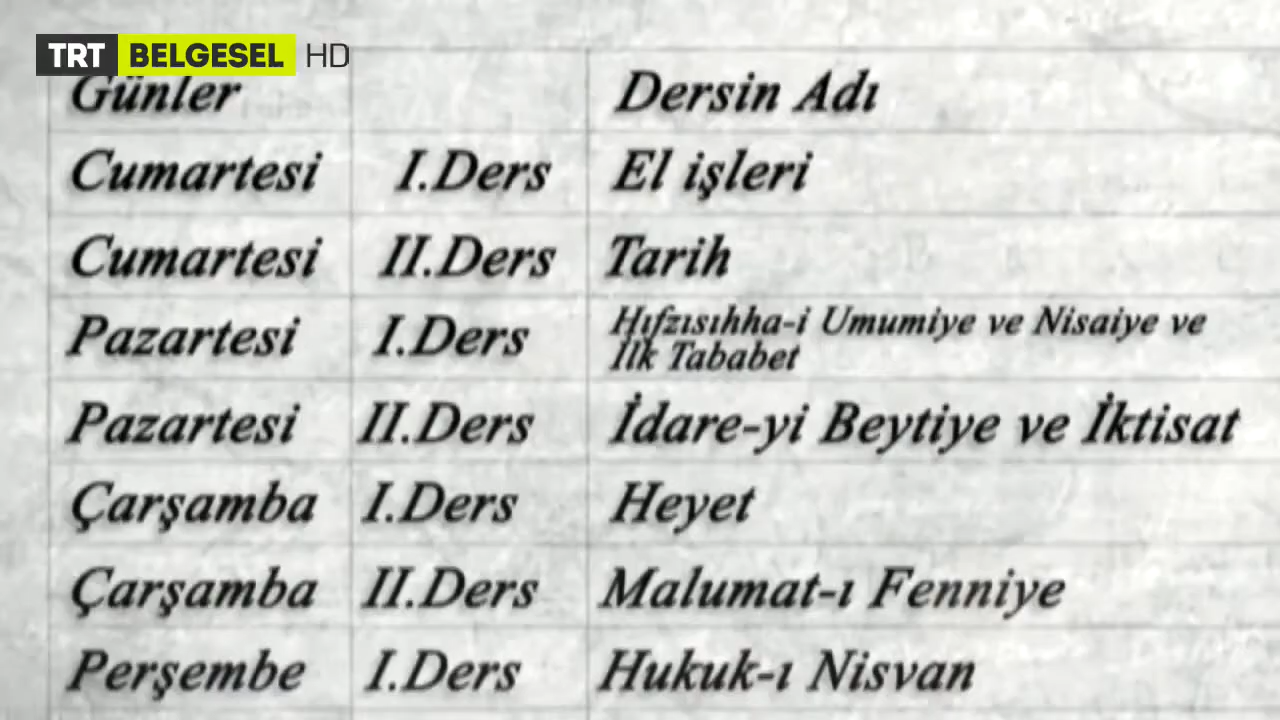 TRT BELGESEL HD
Günler Dersin Adı
Cumartesi I.Ders El işleri
Cumartesi II.Ders Tarih
Pazartesi I.Ders Hıfzısıhha-i Umumiye ve Nisaiye ve
İlk Tababet
Pazartesi II.Ders İdare-yi Beytiye ve İktisat
Çarşamba I.Ders Heyet
Çarşamba II.Ders Malumat-ı Fenniye
Perşembe I.Ders Hukuk-ı Nisvan